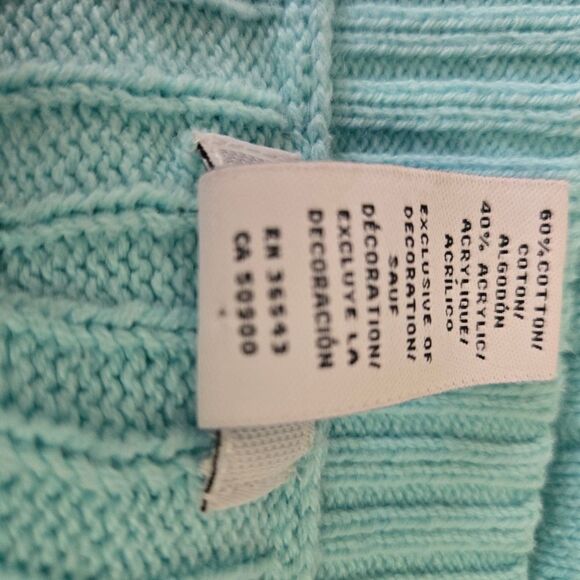 60% COTTON/
COTON/
ALGODÓN
40% ACRYLIC/
ACRYLIQUE/
ACRÍLICO
EXCLUSIVE OF
DECORATION/
SAUF
DÉCORATION/
EXCLUYE LA
DECORACIÓN
RN 36543
CA 50900